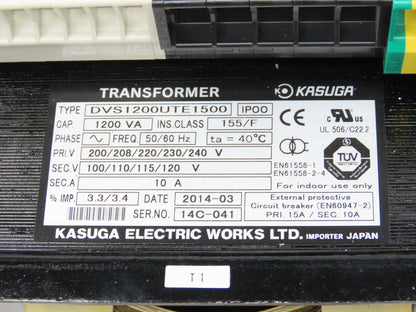 TRANSFORMER KASUGA
TYPE DVS1200UTE1500 IP00
CAP. 1200 VA INS.CLASS 155/F
PHASE FREQ. 50/60 Hz ta = 40°C
PRI.V 200/208/220/230/240 V
SEC.V 100/110/115/120 V
SEC.A 10 A
% IMP. 3.3/3.4 DATE 2014-03
SER.NO. 14C-041
c UL US
UL 506/C22.2
TÜV
EN61558-1
EN61558-2-4
For indoor use only
External protective
Circuit breaker (EN60947-2)
PRI. 15A / SEC. 10A
KASUGA ELECTRIC WORKS LTD. IMPORTER JAPAN
T1